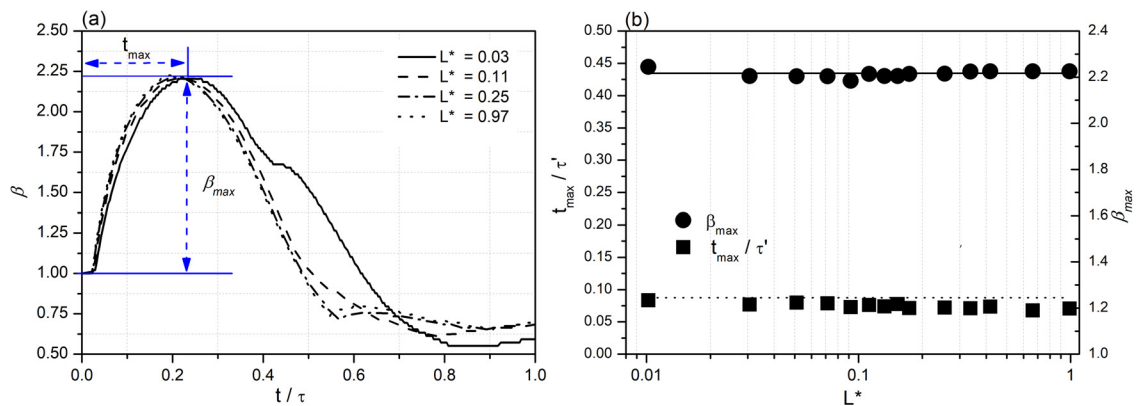 (a)
t_max
β_max
L* = 0.03
L* = 0.11
L* = 0.25
L* = 0.97
β
2.50
2.25
2.00
1.75
1.50
1.25
1.00
0.75
0.50
0.0 0.2 0.4 0.6 0.8 1.0
t / τ
(b)
t_max / τ'
0.50
0.45
0.40
0.35
0.30
0.25
0.20
0.15
0.10
0.05
0.00
β_max
t_max / τ'
2.4
2.2
2.0
1.8
1.6
1.4
1.2
1.0
β_max
0.01 0.1 1
L*